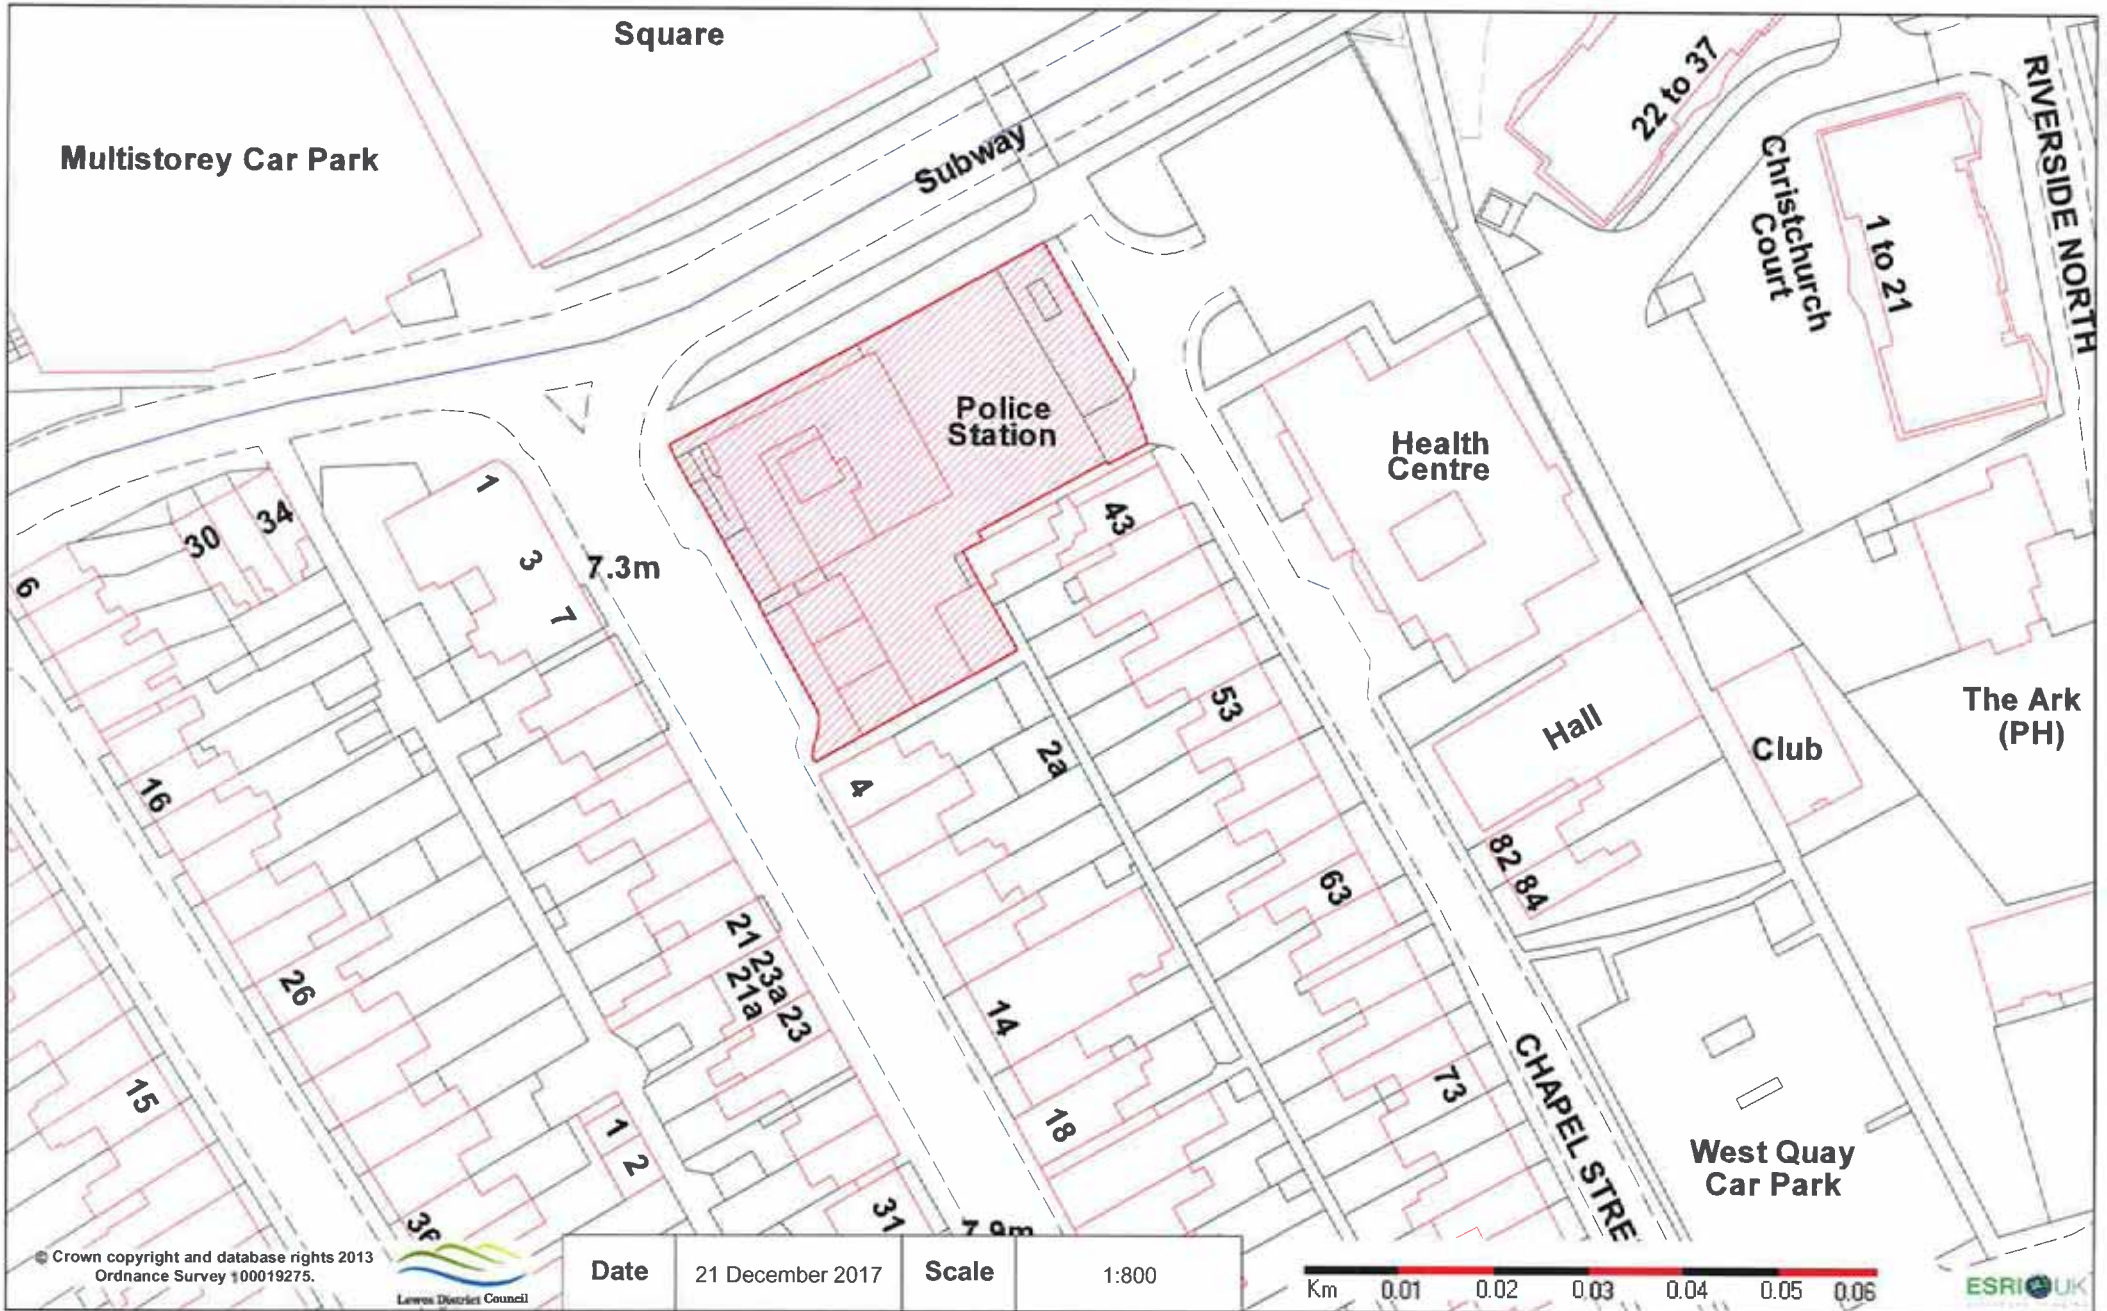 Square
Multistorey Car Park
Subway
22 to 37
Christchurch
Court
1 to 21
RIVERSIDE NORTH
Police
Station
Health
Centre
1
3
7
7.3m
30
34
6
43
53
2a
4
Hall
Club
The Ark
(PH)
16
26
21
23a
21a
23
14
18
63
73
82
84
15
1
2
31
36
7.9m
CHAPEL STRE
West Quay
Car Park
© Crown copyright and database rights 2013
Ordnance Survey 100019275.
Lewes District Council
Date
21 December 2017
Scale
1:800
Km
0.01
0.02
0.03
0.04
0.05
0.06
ESRI UK